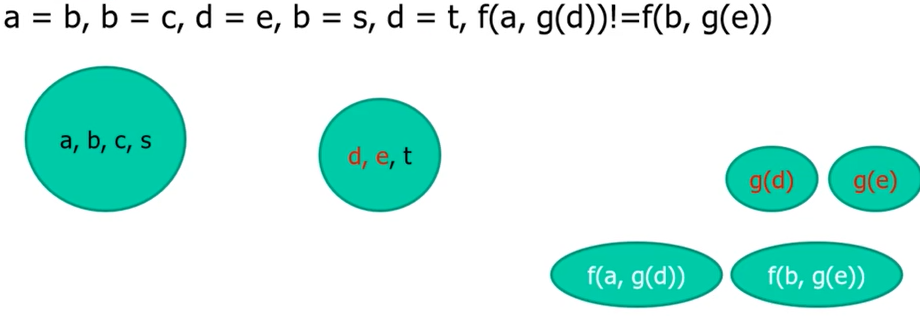 a = b, b = c, d = e, b = s, d = t, f(a, g(d))!=f(b, g(e))
a, b, c, s
d, e, t
g(d) g(e)
f(a, g(d)) f(b, g(e))